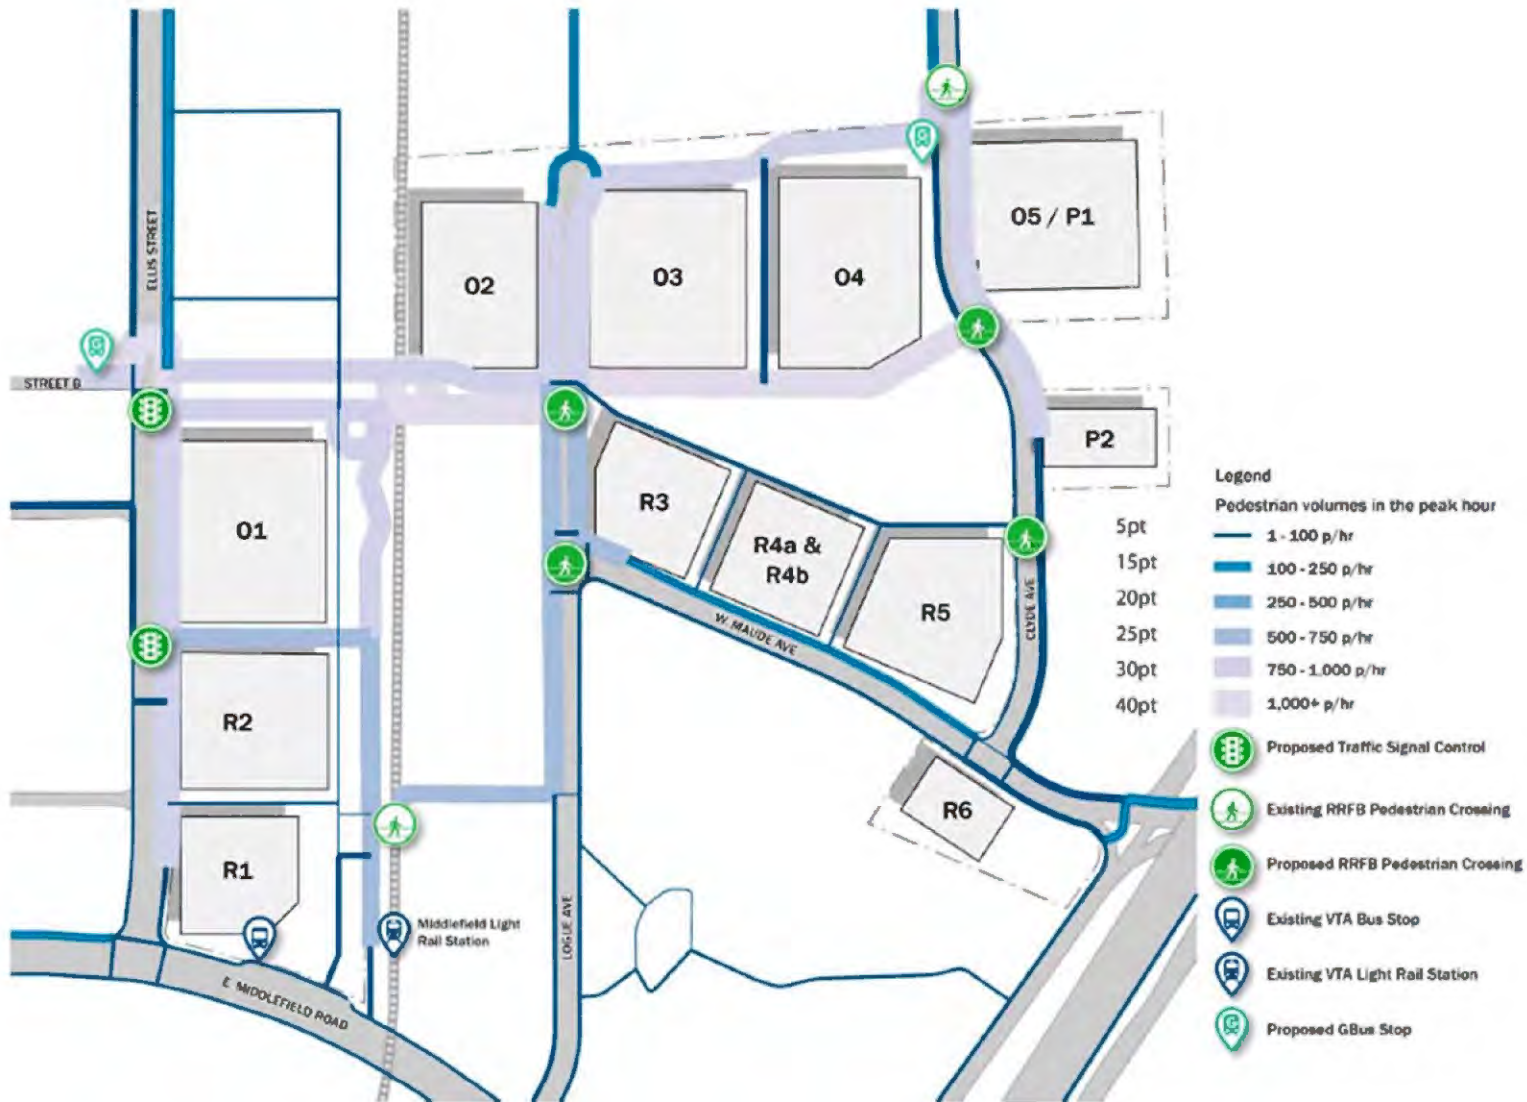 ELLIS STREET
O5 / P1
O2
O3
O4
STREET B
P2
O1
R3
R4a &
R4b
R5
W. MAUDE AVE
CLYDE AVE
R2
R6
R1
Middlefield Light
Rail Station
LOGUE AVE
E. MIDDLEFIELD ROAD
Legend
Pedestrian volumes in the peak hour
5pt
1 - 100 p/hr
15pt
100 - 250 p/hr
20pt
250 - 500 p/hr
25pt
500 - 750 p/hr
30pt
750 - 1,000 p/hr
40pt
1,000+ p/hr
Proposed Traffic Signal Control
Existing RRFB Pedestrian Crossing
Proposed RRFB Pedestrian Crossing
Existing VTA Bus Stop
Existing VTA Light Rail Station
Proposed GBus Stop